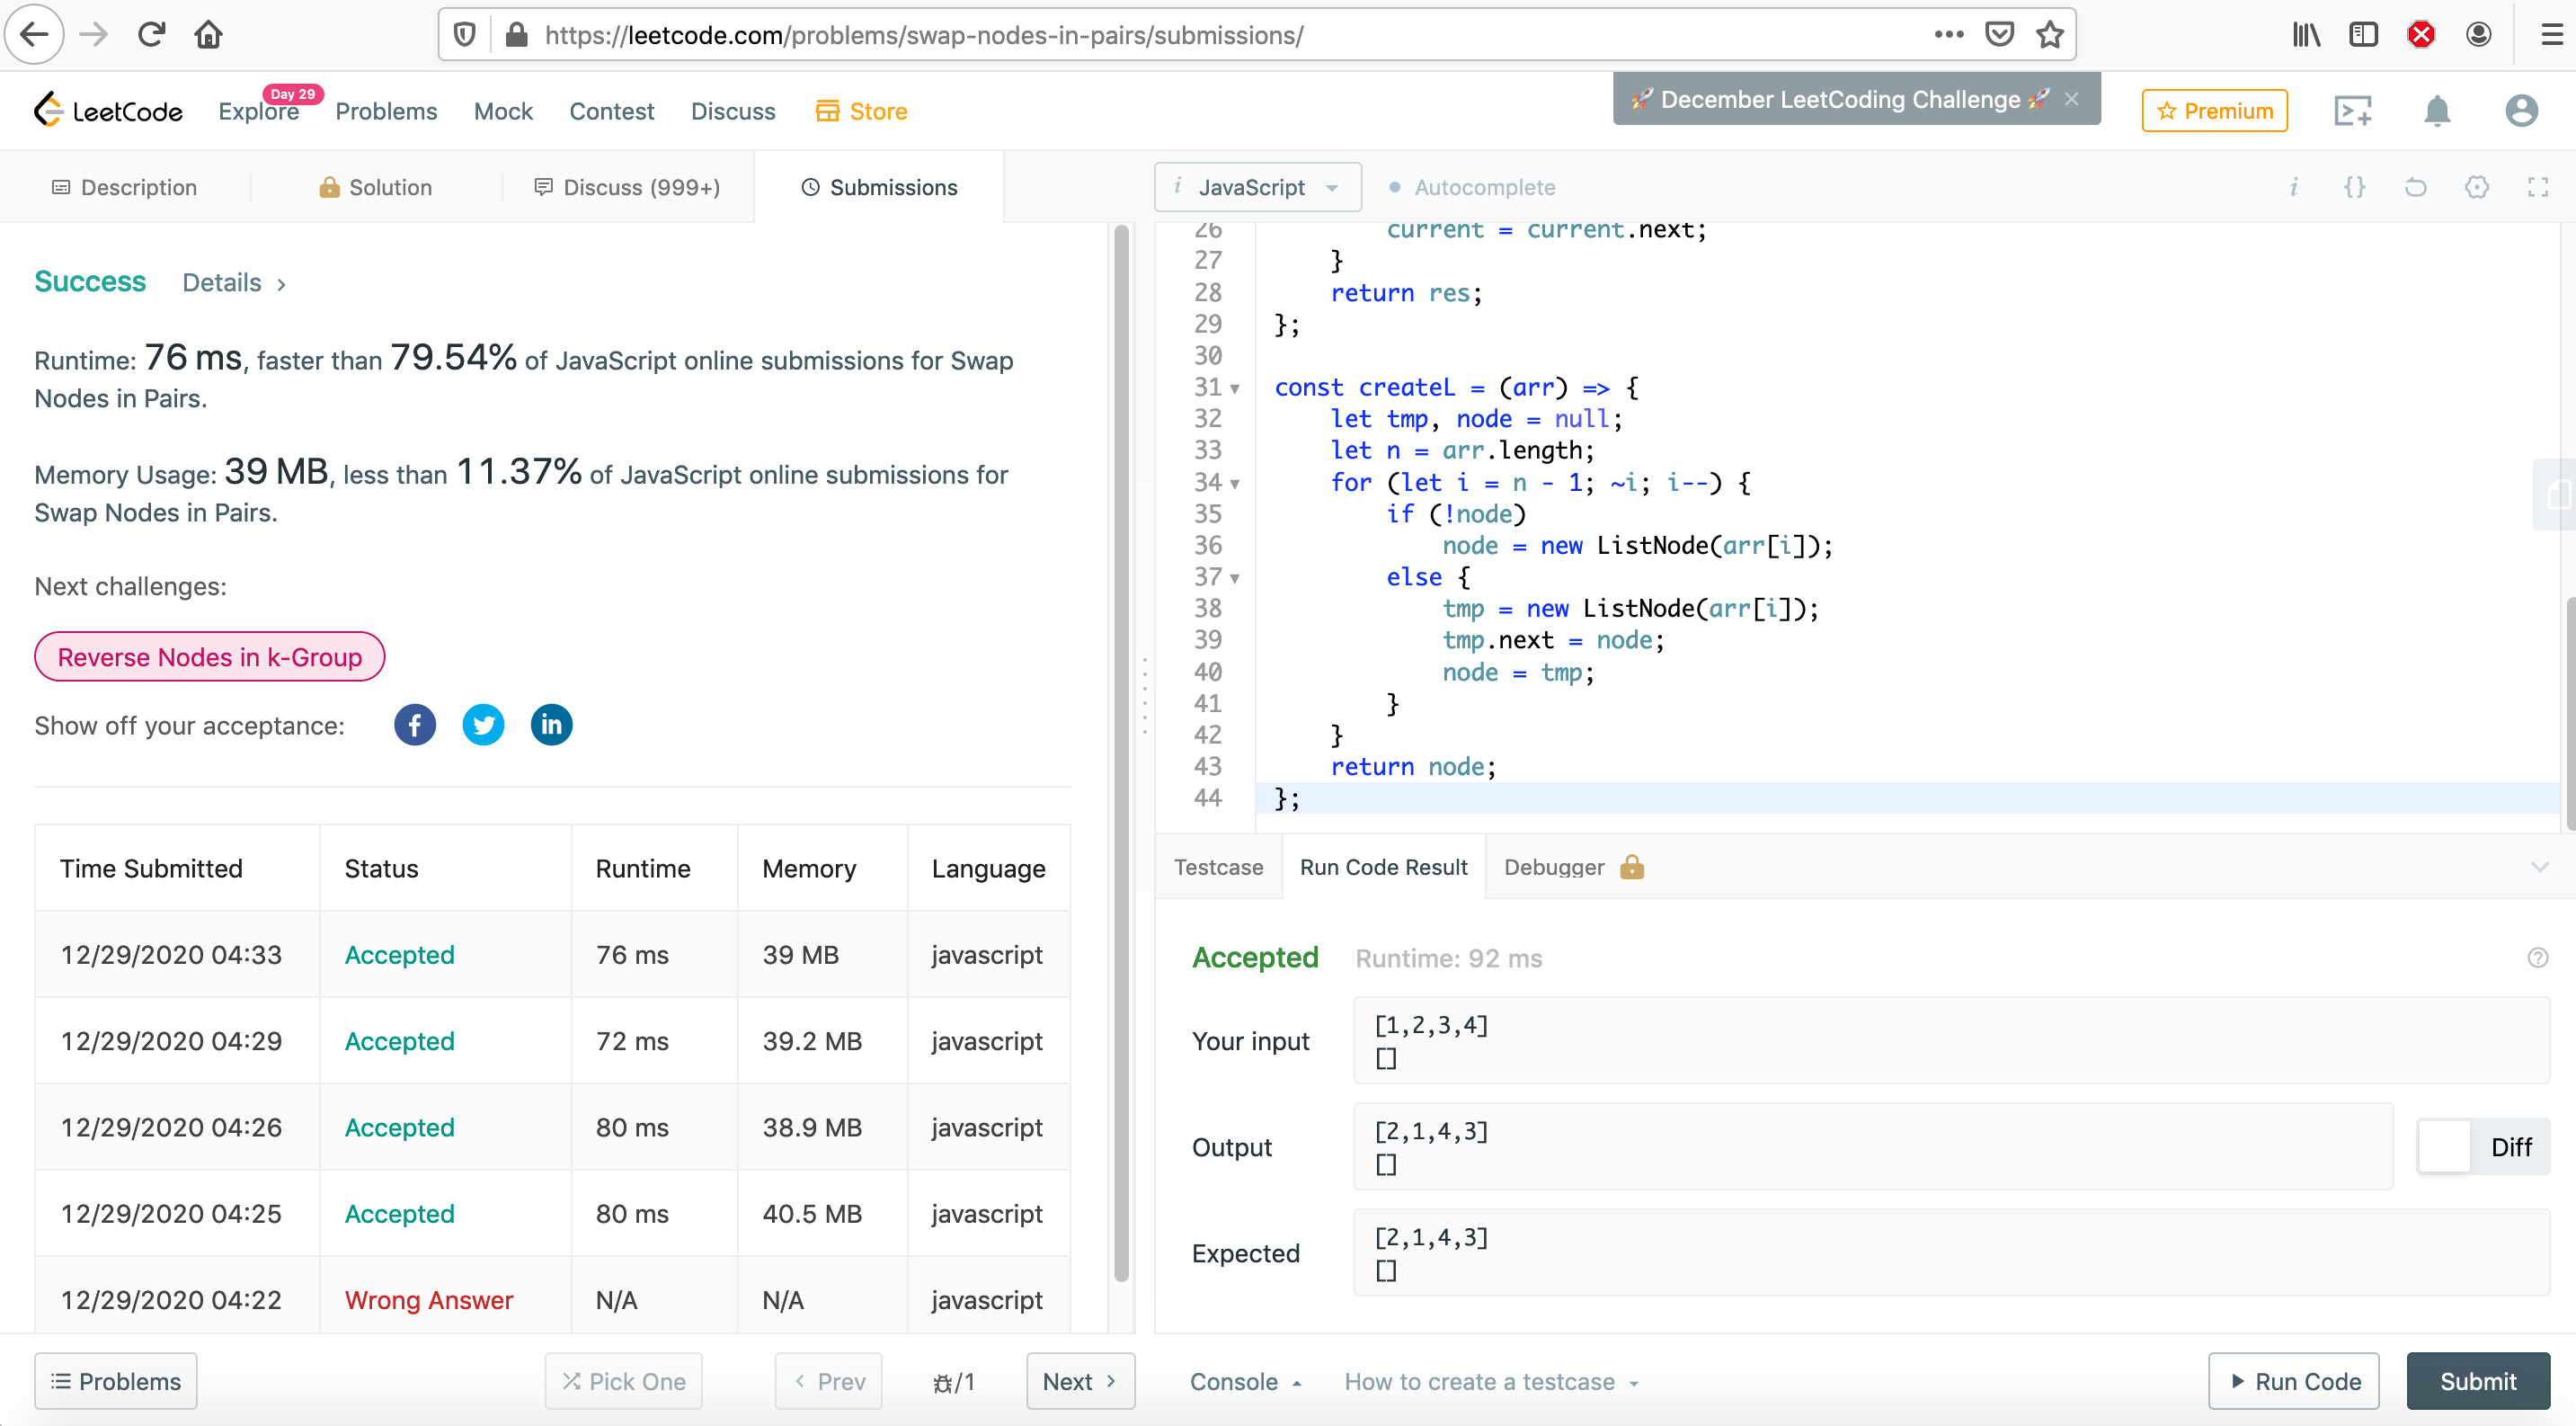 https://leetcode.com/problems/swap-nodes-in-pairs/submissions/
LeetCode
Explore
Day 29
Problems
Mock
Contest
Discuss
Store
🚀 December LeetCoding Challenge 🚀 ×
Premium
Description
Solution
Discuss (999+)
Submissions
Success
Details >
Runtime: 76 ms, faster than 79.54% of JavaScript online submissions for Swap
Nodes in Pairs.
Memory Usage: 39 MB, less than 11.37% of JavaScript online submissions for
Swap Nodes in Pairs.
Next challenges:
Reverse Nodes in k-Group
Show off your acceptance:
Time Submitted Status Runtime Memory Language
12/29/2020 04:33 Accepted 76 ms 39 MB javascript
12/29/2020 04:29 Accepted 72 ms 39.2 MB javascript
12/29/2020 04:26 Accepted 80 ms 38.9 MB javascript
12/29/2020 04:25 Accepted 80 ms 40.5 MB javascript
12/29/2020 04:22 Wrong Answer N/A N/A javascript
Problems
Pick One
< Prev
/1
Next >
i JavaScript
Autocomplete
i {}
26 current = current.next;
27 }
28 return res;
29 };
30
31 const createL = (arr) => {
32 let tmp, node = null;
33 let n = arr.length;
34 for (let i = n - 1; ~i; i--) {
35 if (!node)
36 node = new ListNode(arr[i]);
37 else {
38 tmp = new ListNode(arr[i]);
39 tmp.next = node;
40 node = tmp;
41 }
42 }
43 return node;
44 };
Testcase
Run Code Result
Debugger
Accepted
Runtime: 92 ms
Your input
[1,2,3,4]
[]
Output
[2,1,4,3]
[]
Diff
Expected
[2,1,4,3]
[]
Console
How to create a testcase
Run Code
Submit